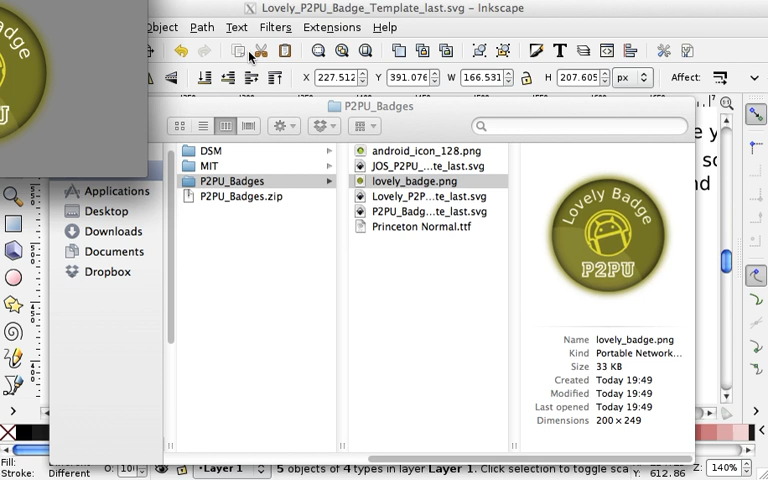 Lovely_P2PU_Badge_Template_last.svg - Inkscape
Object Path Text Filters Extensions Help
X 227.512 Y 391.076 W 166.531 H 207.605 px Affect:
P2PU_Badges
DSM
MIT
P2PU_Badges
P2PU_Badges.zip
android_icon_128.png
JOS_P2PU_...te_last.svg
lovely_badge.png
Lovely_P2P...te_last.svg
P2PU_Badg...te_last.svg
Princeton Normal.ttf
Applications
Desktop
Downloads
Documents
Dropbox
Lovely Badge
P2PU
Name lovely_badge.png
Kind Portable Network...
Size 33 KB
Created Today 19:49
Modified Today 19:49
Last opened Today 19:49
Dimensions 200 × 249
Fill: Different
Stroke: Different
O: 10
Layer 1
5 objects of 4 types in layer Layer 1. Click selection to toggle sca
X: 227.
612.86
Z: 140%